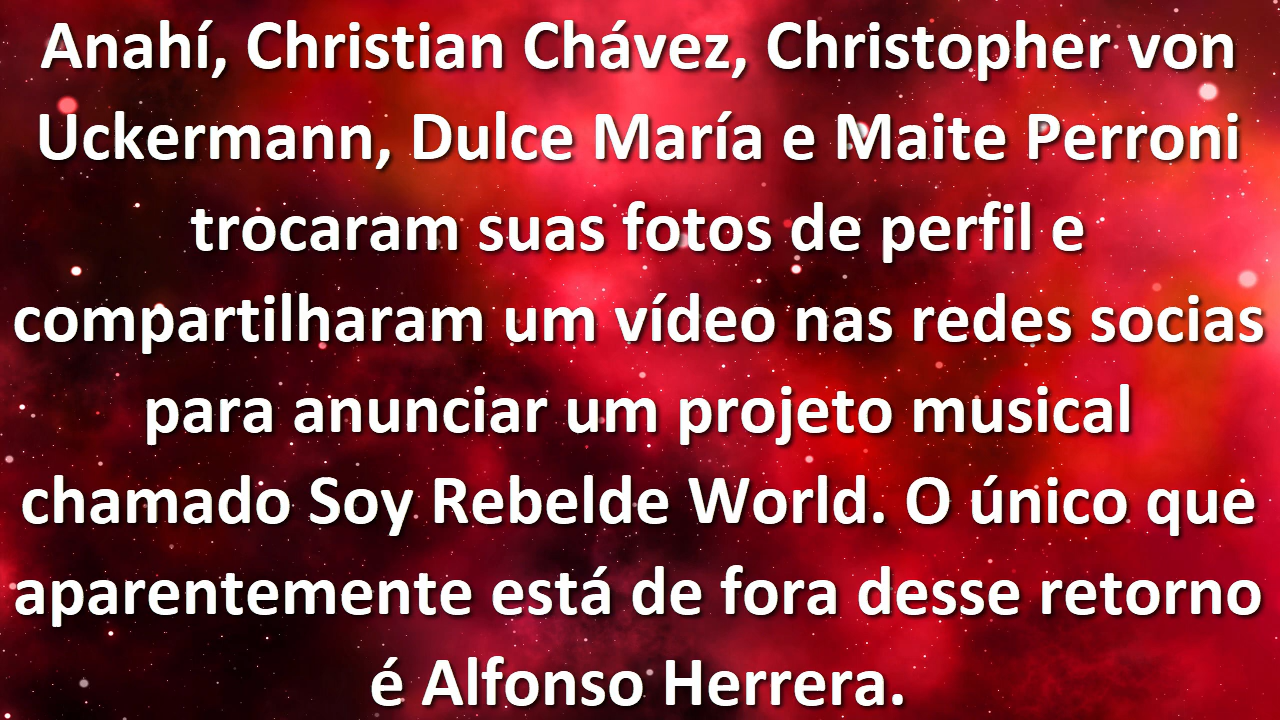 Anahí, Christian Chávez, Christopher von
Uckermann, Dulce María e Maite Perroni
trocaram suas fotos de perfil e
compartilharam um vídeo nas redes socias
para anunciar um projeto musical
chamado Soy Rebelde World. O único que
aparentemente está de fora desse retorno
é Alfonso Herrera.